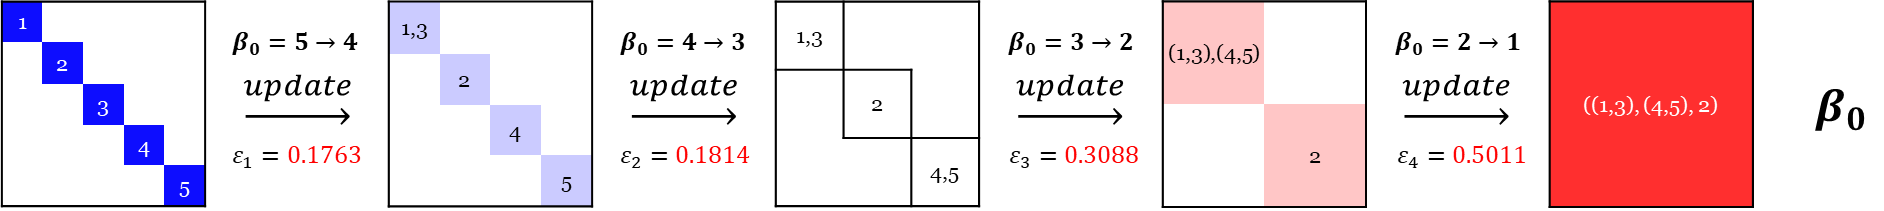 1
2
3
4
5
β₀ = 5 → 4
update
ε₁ = 0.1763
1,3
2
4
5
β₀ = 4 → 3
update
ε₂ = 0.1814
1,3
2
4,5
β₀ = 3 → 2
update
ε₃ = 0.3088
(1,3),(4,5)
2
β₀ = 2 → 1
update
ε₄ = 0.5011
((1,3), (4,5), 2)
β₀